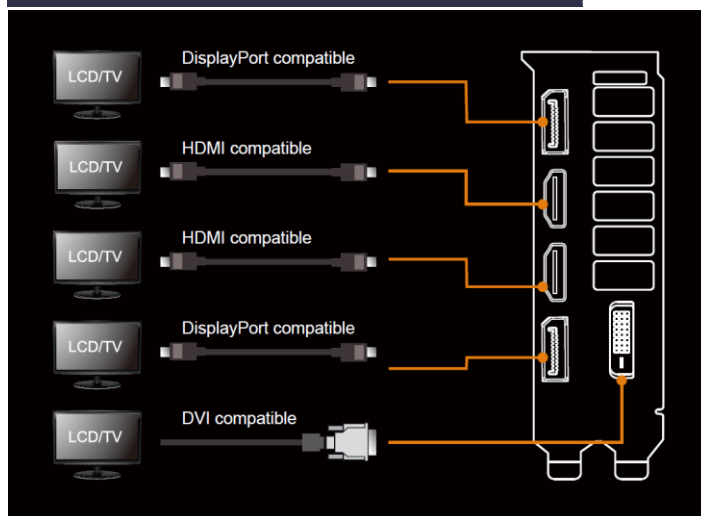 DisplayPort compatible
LCD/TV
HDMI compatible
LCD/TV
HDMI compatible
LCD/TV
DisplayPort compatible
LCD/TV
DVI compatible
LCD/TV